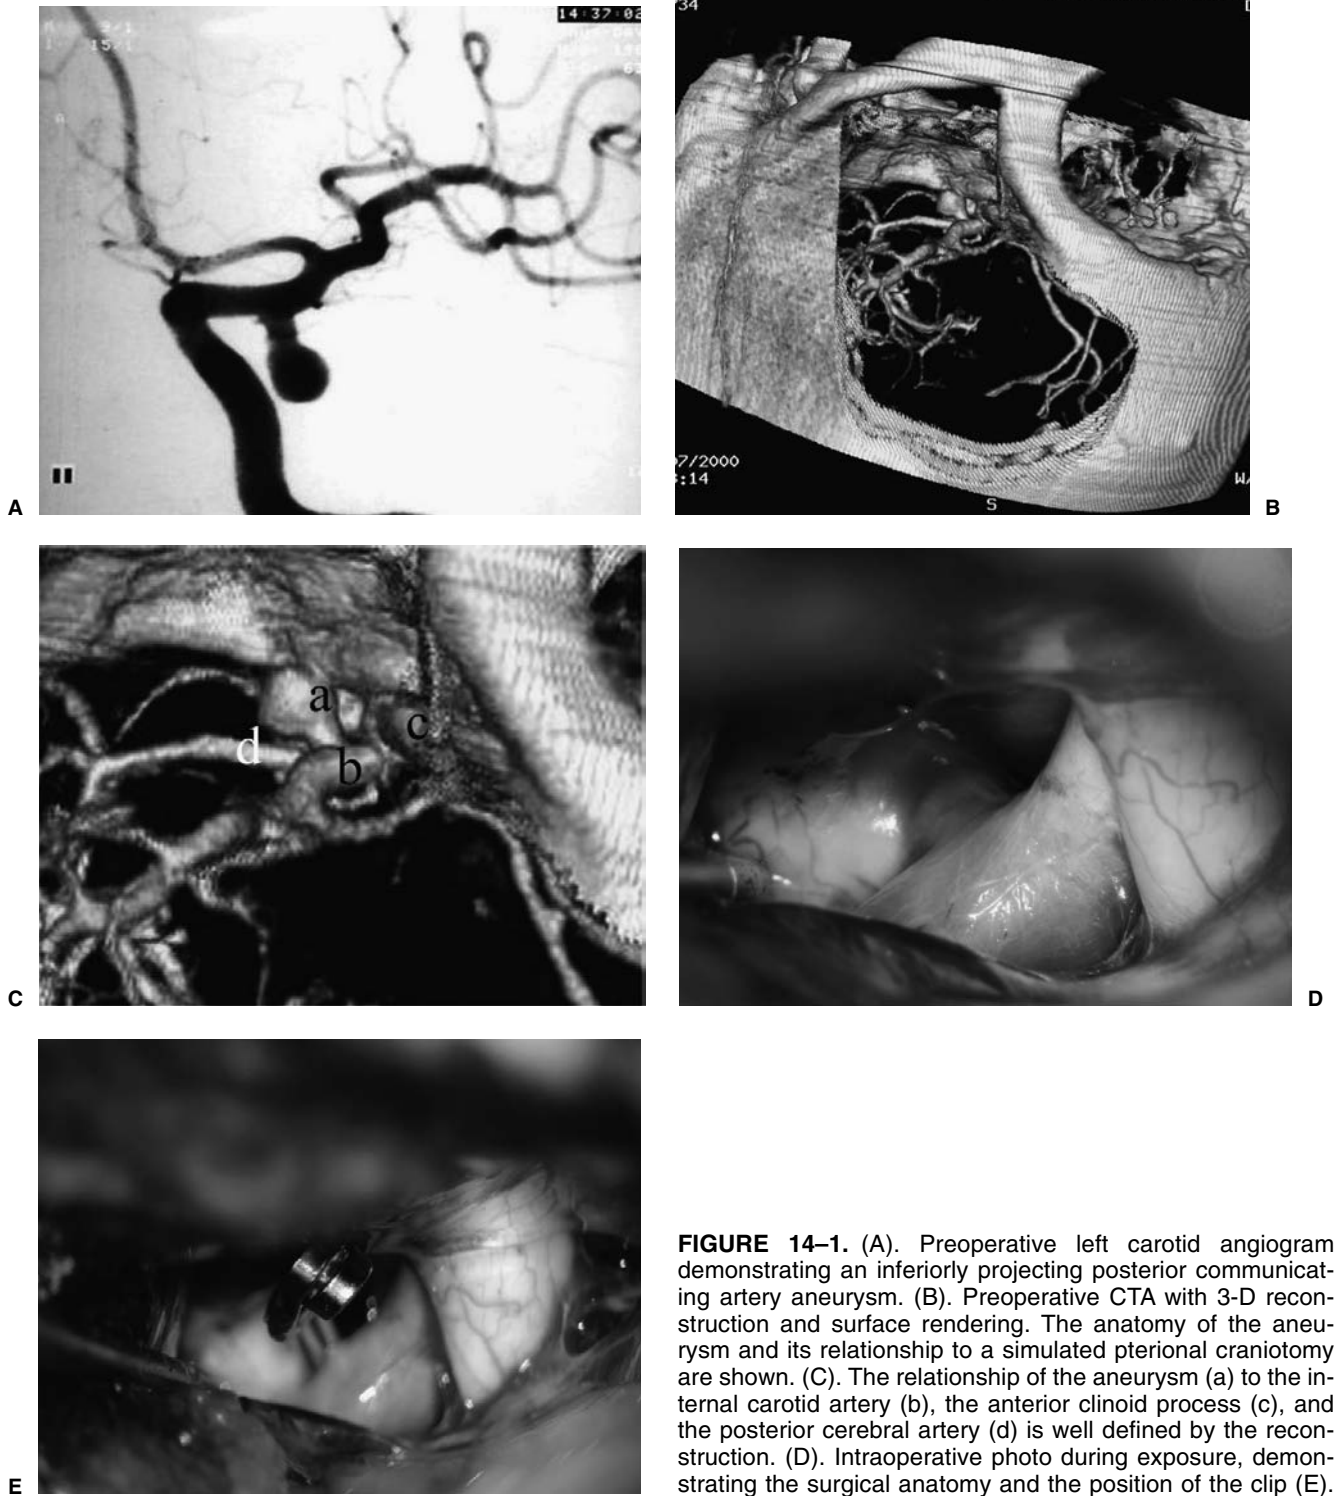 14:37:02
15/1
A
34
07/2000
:14
S
W/
B
a
c
d
b
C
D
E
FIGURE 14–1. (A). Preoperative left carotid angiogram
demonstrating an inferiorly projecting posterior communicat-
ing artery aneurysm. (B). Preoperative CTA with 3-D recon-
struction and surface rendering. The anatomy of the aneu-
rysm and its relationship to a simulated pterional craniotomy
are shown. (C). The relationship of the aneurysm (a) to the in-
ternal carotid artery (b), the anterior clinoid process (c), and
the posterior cerebral artery (d) is well defined by the recon-
struction. (D). Intraoperative photo during exposure, demon-
strating the surgical anatomy and the position of the clip (E).